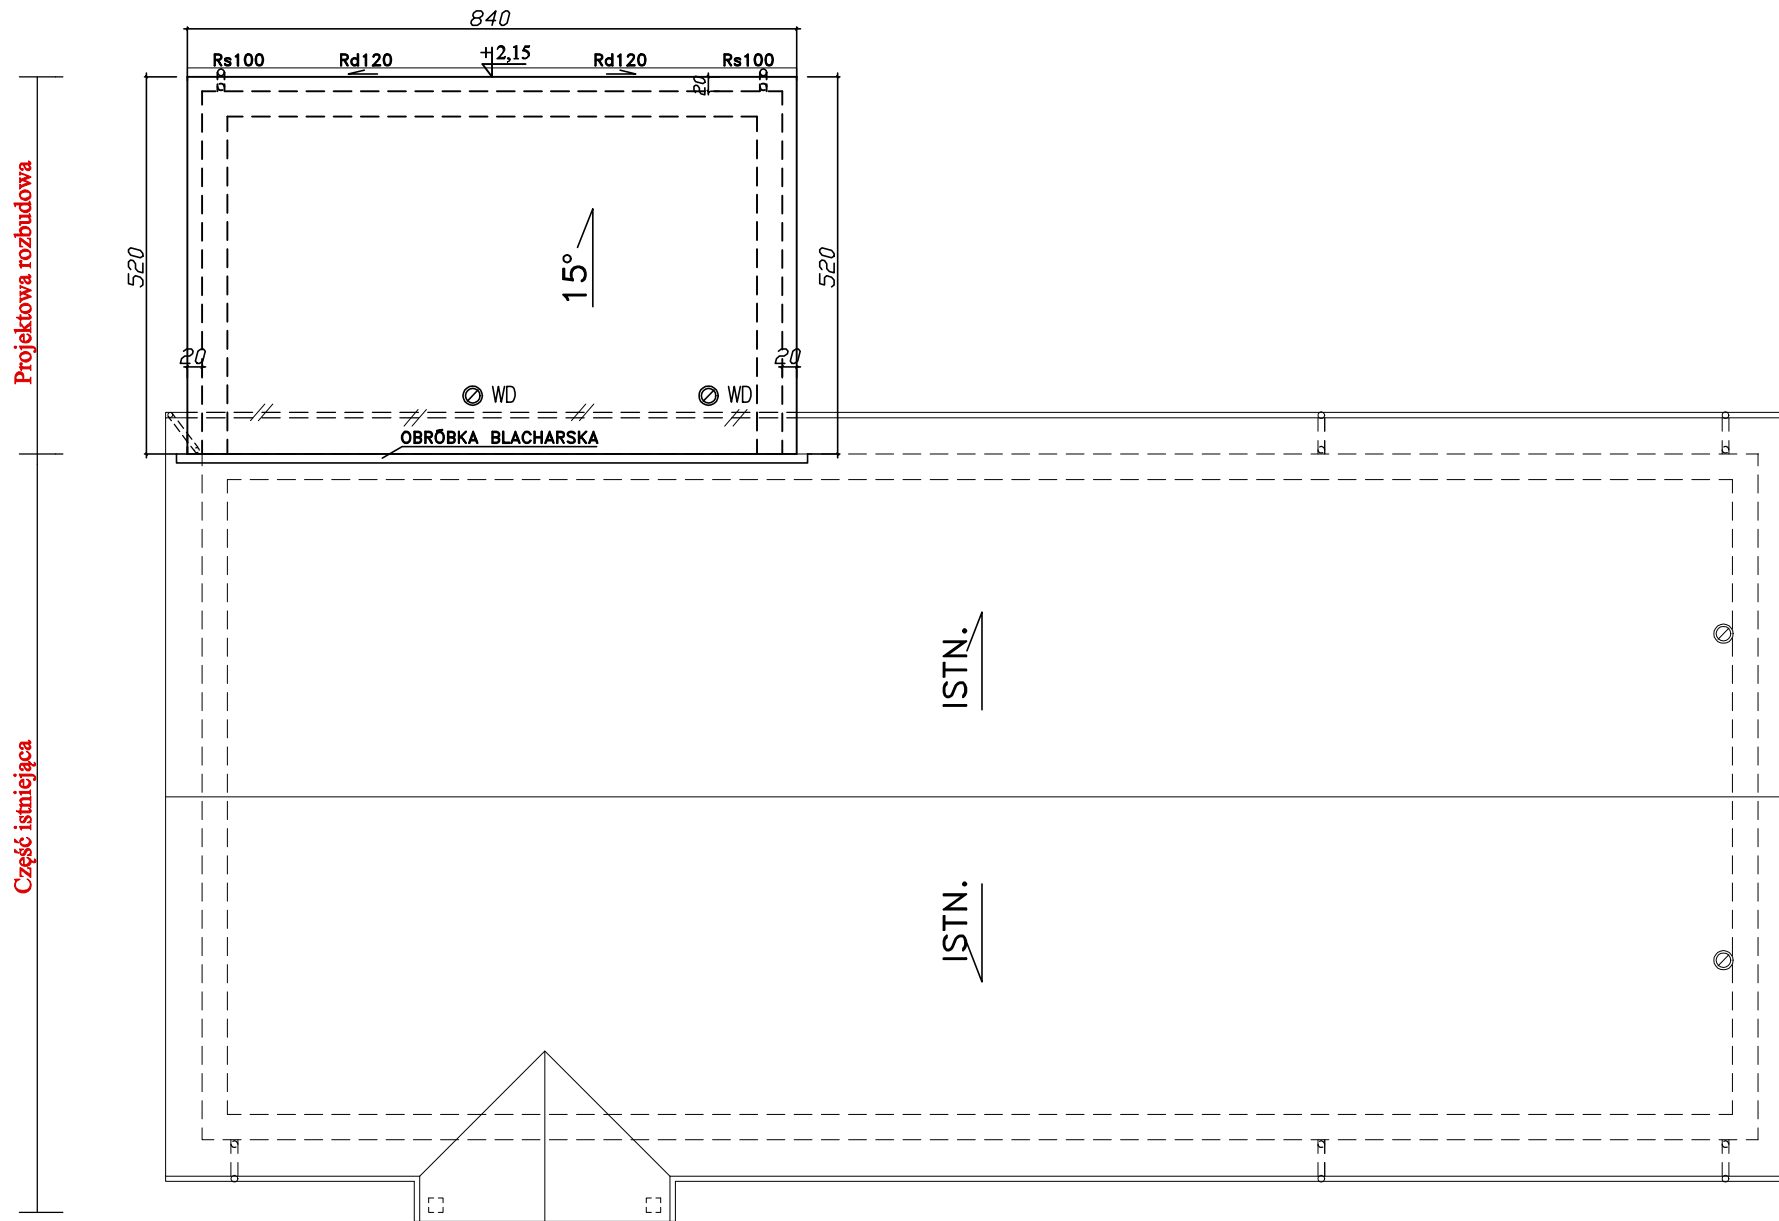 840
Rs100 Rd120 +2,15 Rd120 Rs100
20
Projektowa rozbudowa
520
15°
520
20
20
WD
WD
OBRÓBKA BLACHARSKA
ISTN.
Część istniejąca
ISTN.